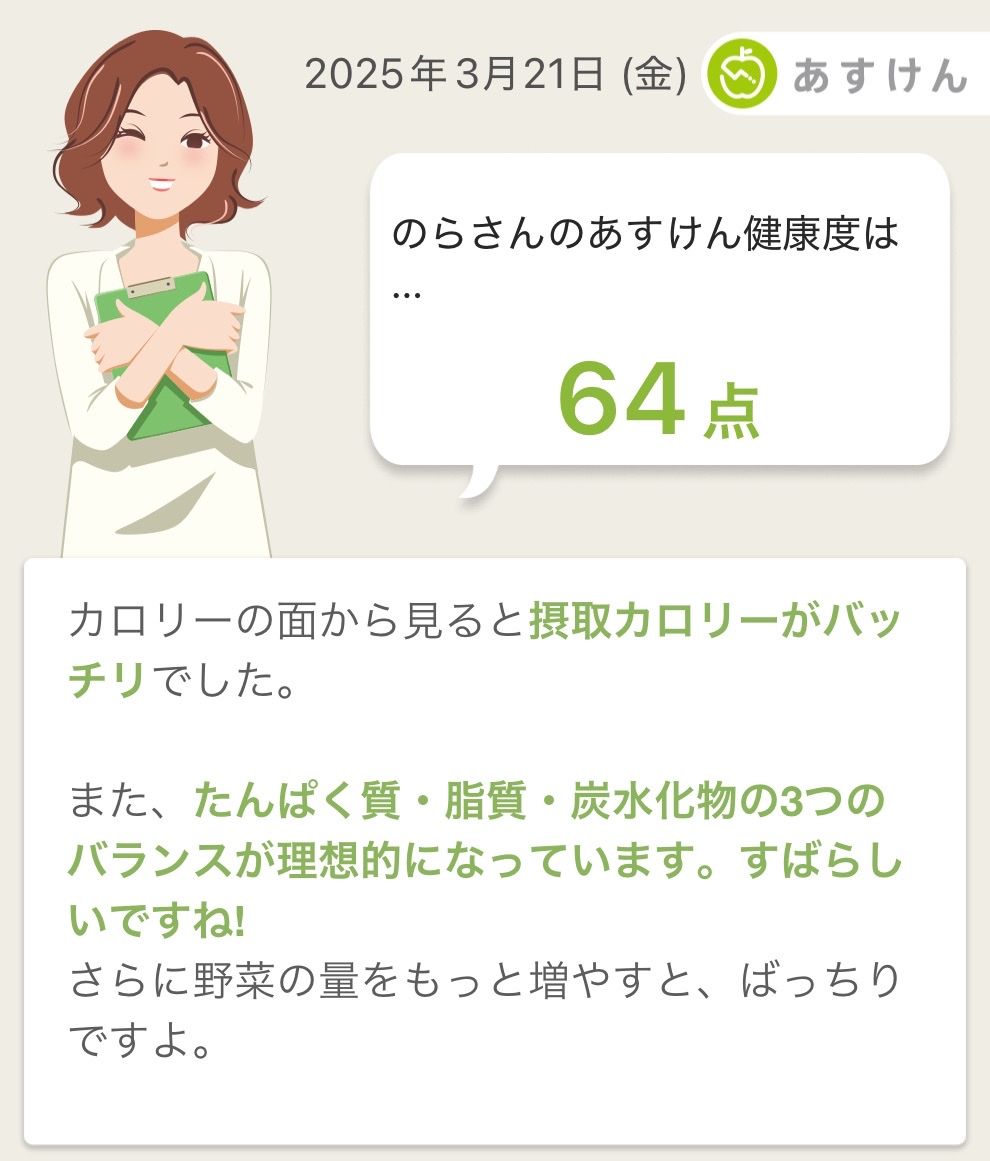 2025年3月21日 (金) あすけん
のらさんのあすけん健康度は
…
64点
カロリーの面から見ると摂取カロリーがバッ
チリでした。
また、たんぱく質・脂質・炭水化物の3つの
バランスが理想的になっています。すばらし
いですね!
さらに野菜の量をもっと増やすと、ばっちり
ですよ。